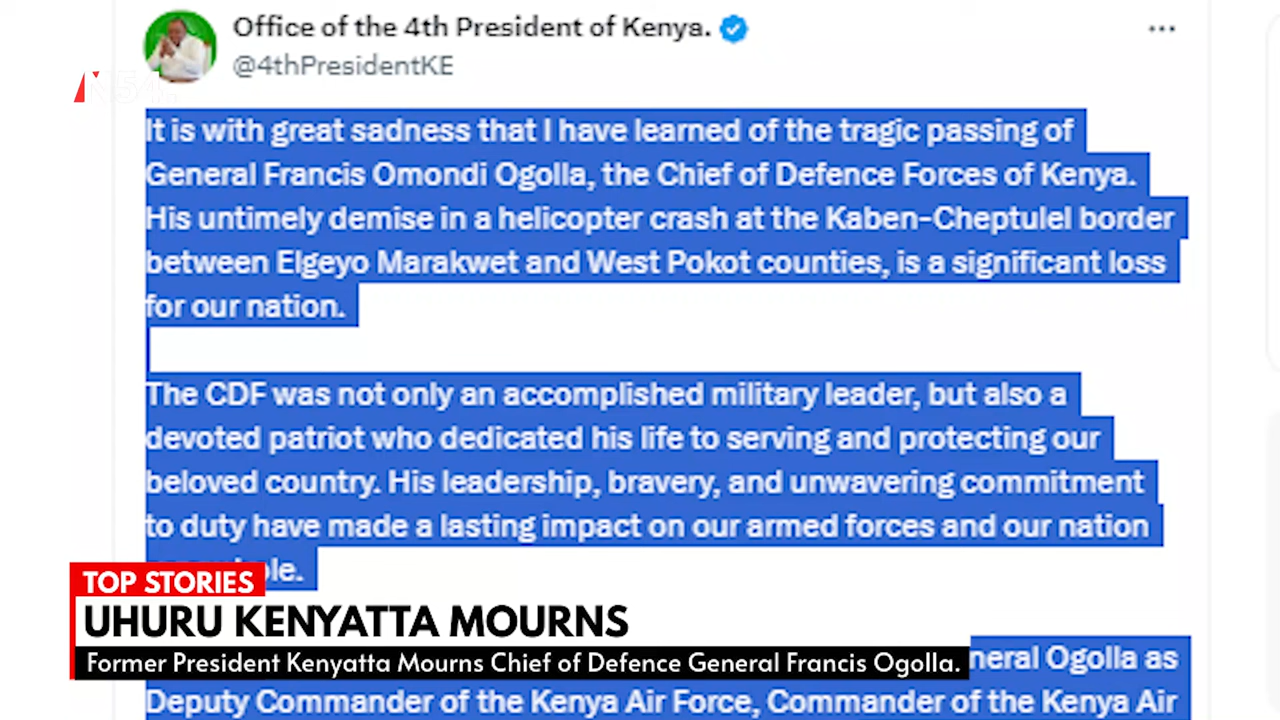 Office of the 4th President of Kenya.
@4thPresidentKE
It is with great sadness that I have learned of the tragic passing of
General Francis Omondi Ogolla, the Chief of Defence Forces of Kenya.
His untimely demise in a helicopter crash at the Kaben-Cheptulel border
between Elgeyo Marakwet and West Pokot counties, is a significant loss
for our nation.
The CDF was not only an accomplished military leader, but also a
devoted patriot who dedicated his life to serving and protecting our
beloved country. His leadership, bravery, and unwavering commitment
to duty have made a lasting impact on our armed forces and our nation
TOP STORIES
UHURU KENYATTA MOURNS
Former President Kenyatta Mourns Chief of Defence General Francis Ogolla.
Ogolla as
Deputy Commander of the Kenya Air Force, Commander of the Kenya Air